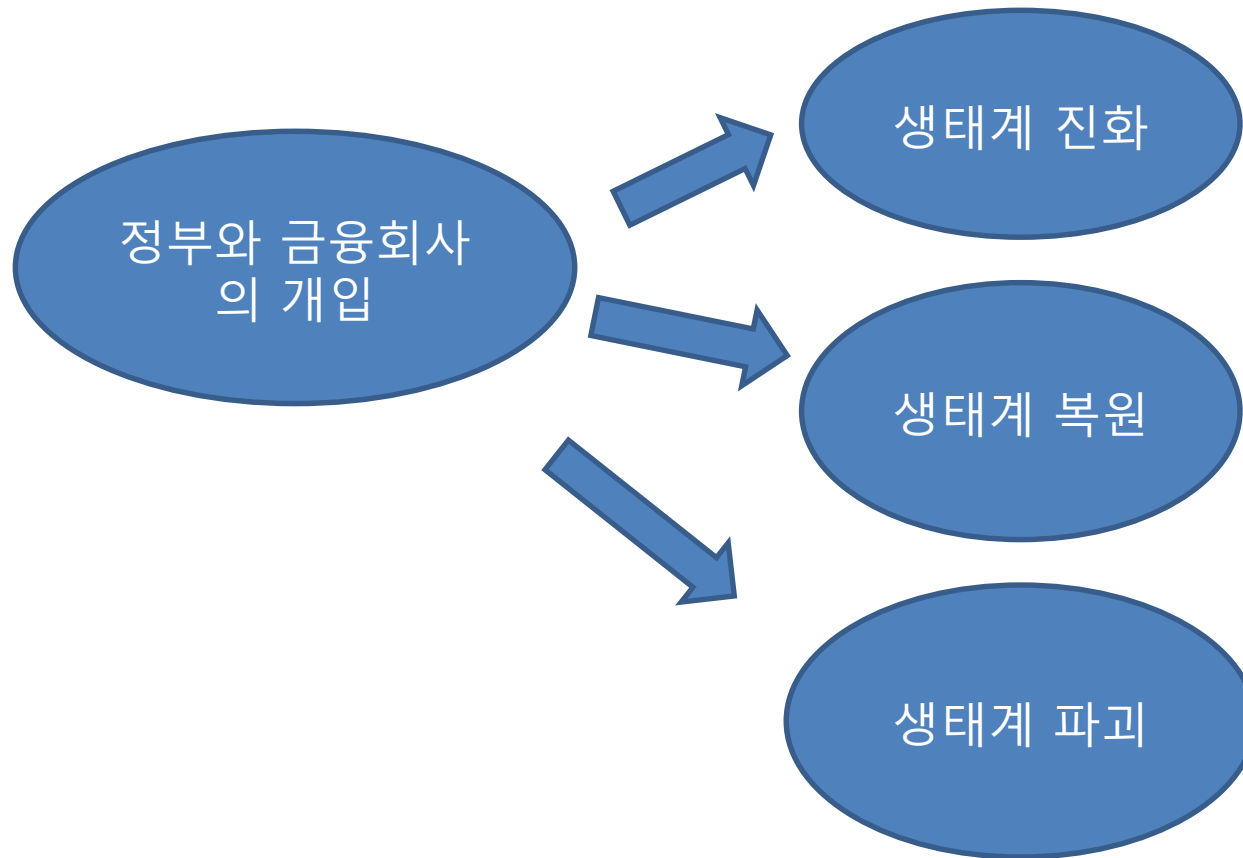 정부와 금융회사
의 개입
생태계 진화
생태계 복원
생태계 파괴